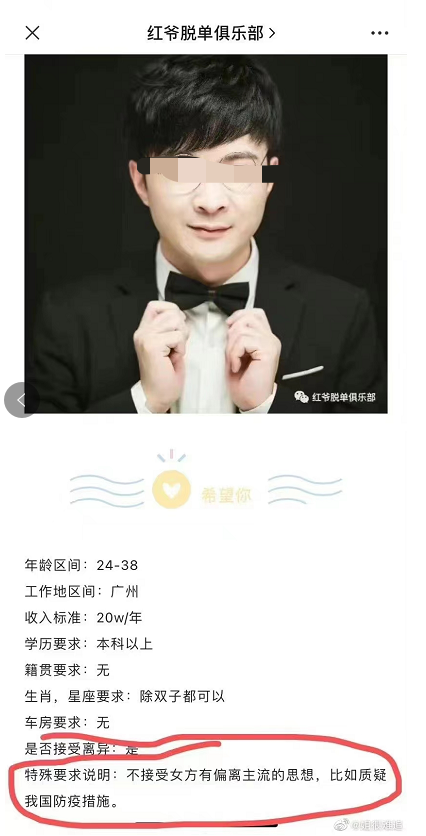 红爷脱单俱乐部
红爷脱单俱乐部
希望你
年龄区间：24-38
工作地区间：广州
收入标准：20w/年
学历要求：本科以上
籍贯要求：无
生肖，星座要求：除双子都可以
车房要求：无
是否接受离异：是
特殊要求说明：不接受女方有偏离主流的思想，比如质疑
我国防疫措施。